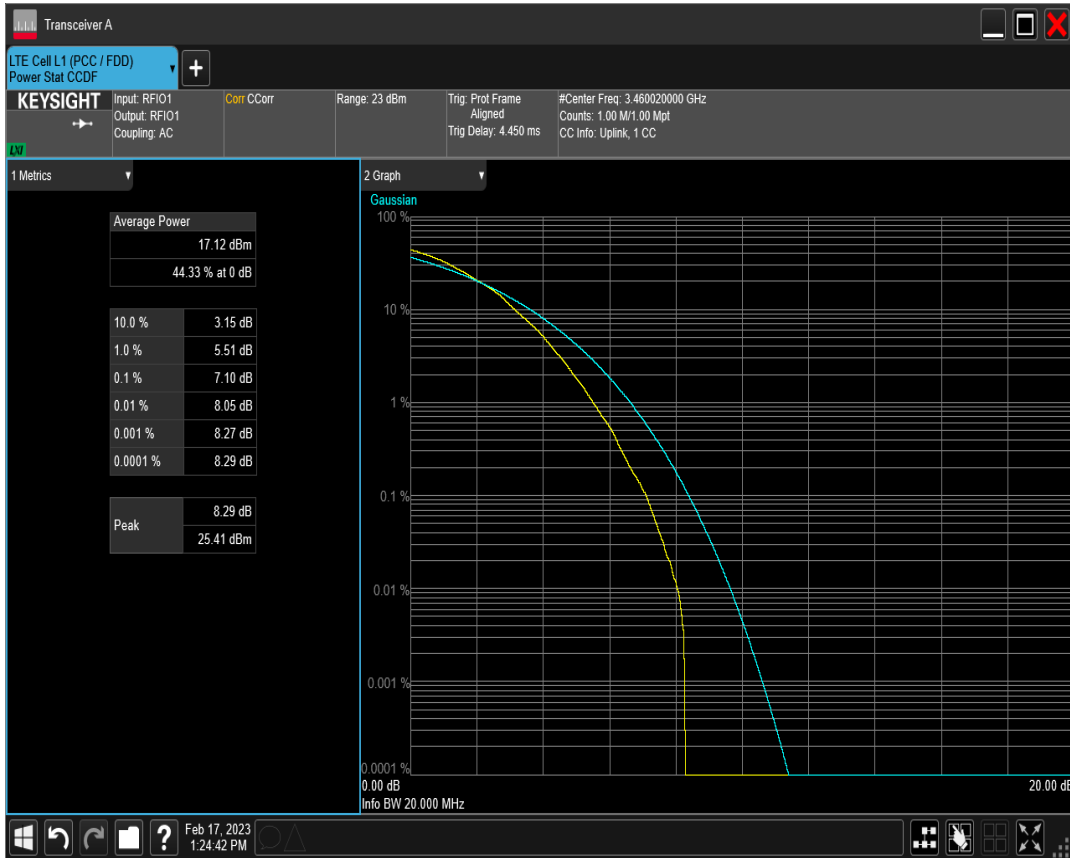 Transceiver A
LTE Cell L1 (PCC / FDD)
Power Stat CCDF
+
KEYSIGHT
LXI
Input: RFIO1
Output: RFIO1
Coupling: AC
Corr CCorr
Range: 23 dBm
Trig: Prot Frame
Aligned
Trig Delay: 4.450 ms
#Center Freq: 3.460020000 GHz
Counts: 1.00 M/1.00 Mpt
CC Info: Uplink, 1 CC
1 Metrics
Average Power
17.12 dBm
44.33 % at 0 dB
10.0 % 3.15 dB
1.0 % 5.51 dB
0.1 % 7.10 dB
0.01 % 8.05 dB
0.001 % 8.27 dB
0.0001 % 8.29 dB
Peak
8.29 dB
25.41 dBm
2 Graph
Gaussian
100 %
10 %
1 %
0.1 %
0.01 %
0.001 %
0.0001 %
0.00 dB 20.00 dB
Info BW 20.000 MHz
?
Feb 17, 2023
1:24:42 PM